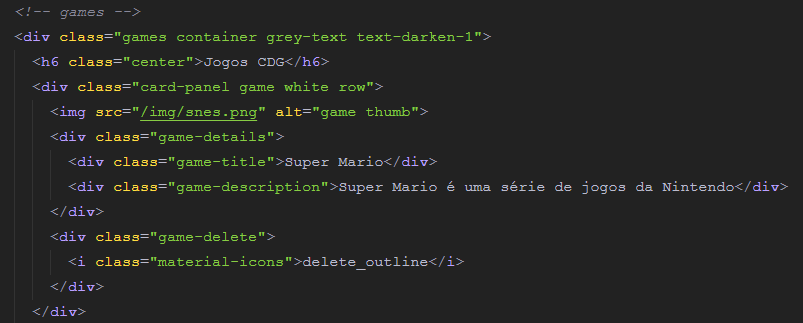 <!-- games -->
<div class="games container grey-text text-darken-1">
<h6 class="center">Jogos CDG</h6>
<div class="card-panel game white row">
<img src="/img/snes.png" alt="game thumb">
<div class="game-details">
<div class="game-title">Super Mario</div>
<div class="game-description">Super Mario é uma série de jogos da Nintendo</div>
</div>
<div class="game-delete">
<i class="material-icons">delete_outline</i>
</div>
</div>